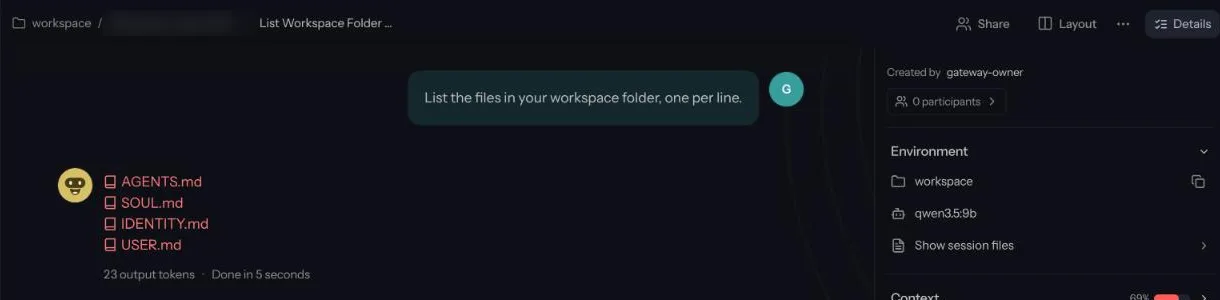 workspace /
List Workspace Folder ...
Share
Layout
...
Details
List the files in your workspace folder, one per line.
G
AGENTS.md
SOUL.md
IDENTITY.md
USER.md
23 output tokens · Done in 5 seconds
Created by gateway-owner
0 participants
Environment
workspace
qwen3.5:9b
Show session files
Context
69%